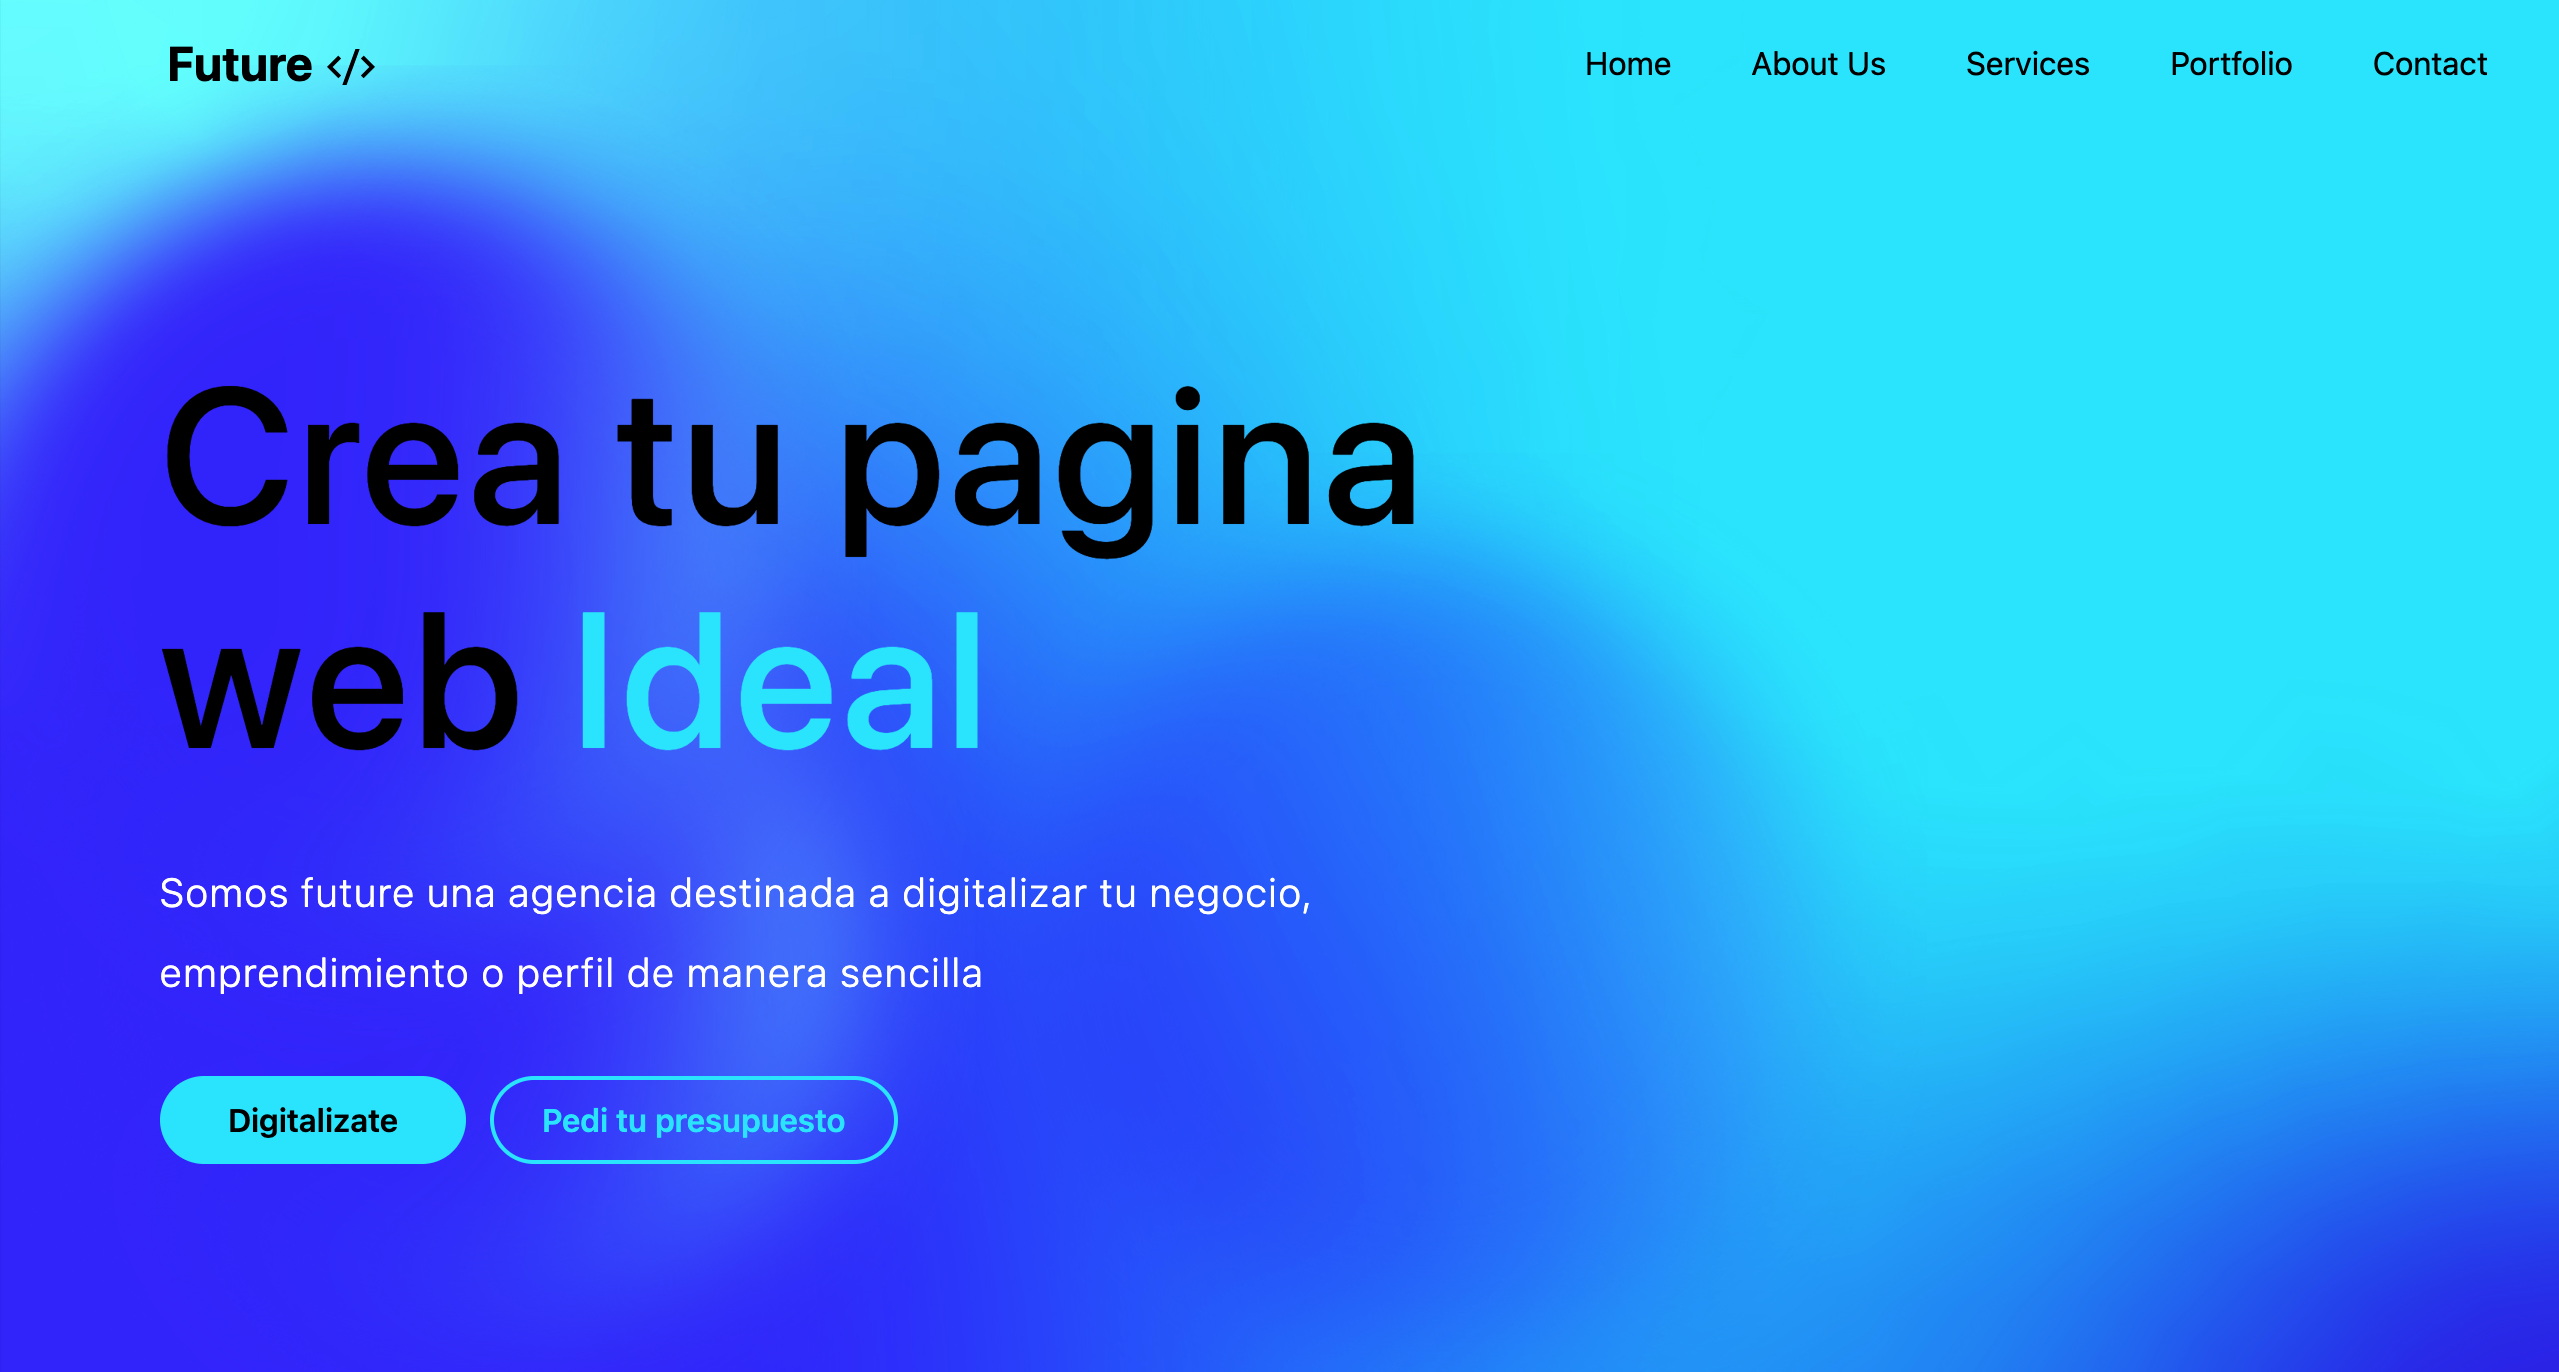 Future </>
Home About Us Services Portfolio Contact
Crea tu pagina
web Ideal
Somos future una agencia destinada a digitalizar tu negocio,
emprendimiento o perfil de manera sencilla
Digitalizate Pedi tu presupuesto